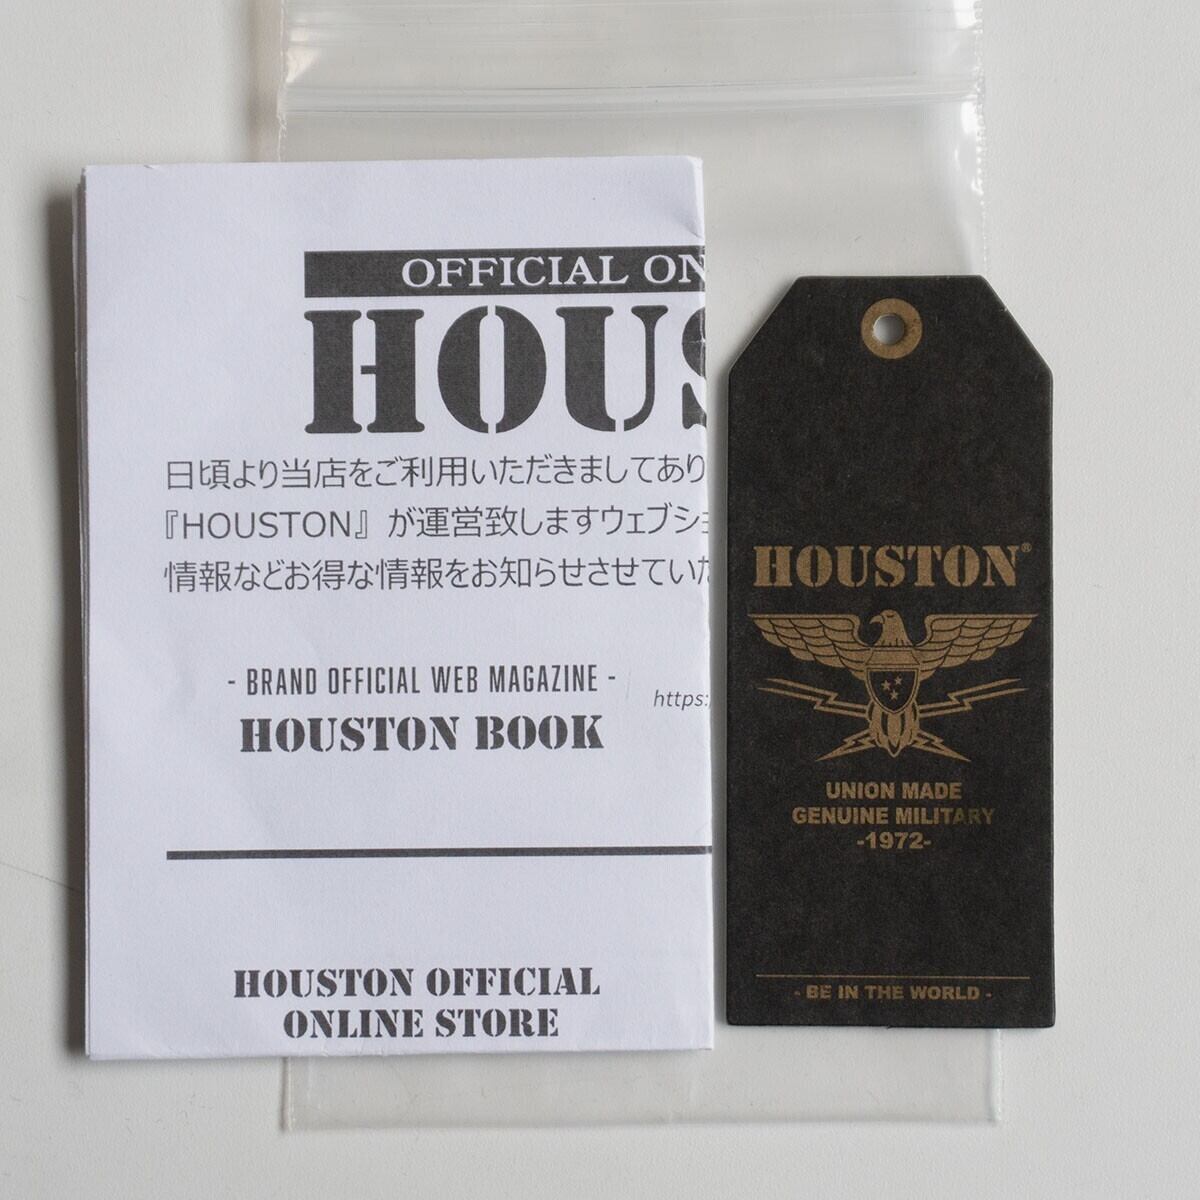 OFFICIAL ON
HOUS
日頃より当店をご利用いただきましてあり
『HOUSTON』が運営致しますウェブショ
情報などお得な情報をお知らせさせていた
- BRAND OFFICIAL WEB MAGAZINE -
HOUSTON BOOK
https:/
HOUSTON OFFICIAL
ONLINE STORE
HOUSTON®
UNION MADE
GENUINE MILITARY
-1972-
- BE IN THE WORLD -